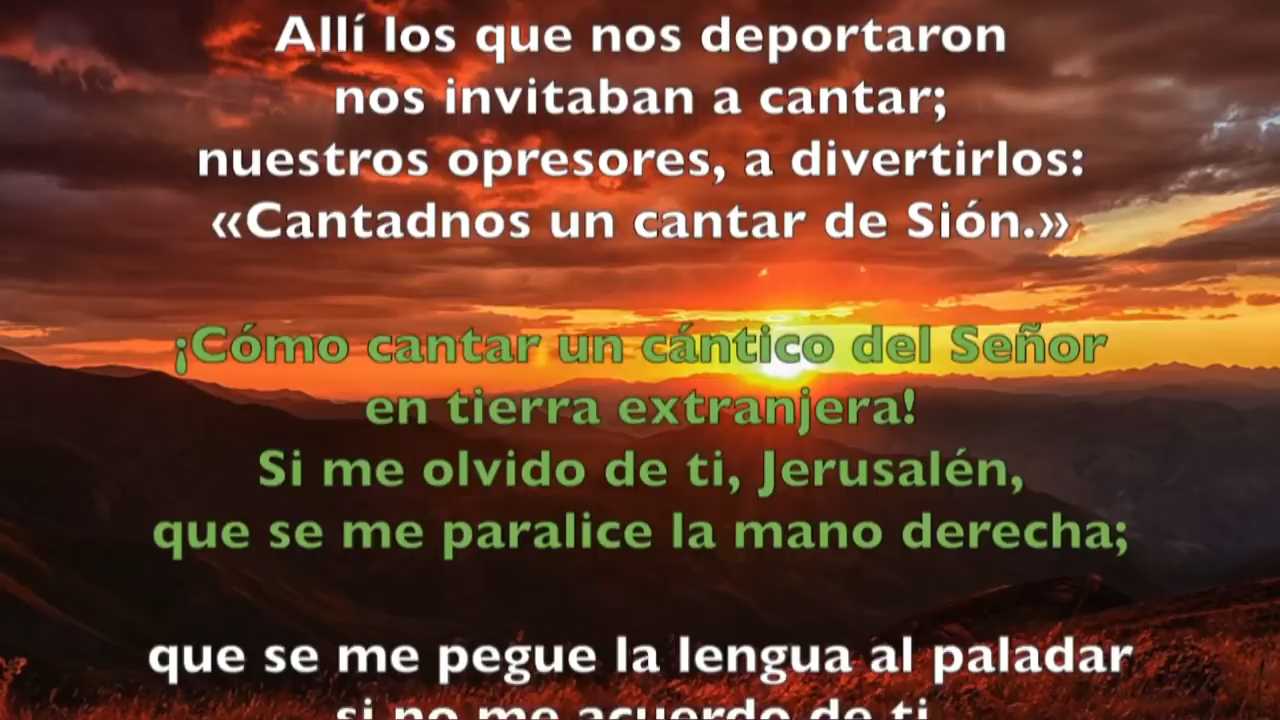 Allí los que nos deportaron
nos invitaban a cantar;
nuestros opresores, a divertirlos:
«Cantadnos un cantar de Sión.»
¡Cómo cantar un cántico del Señor
en tierra extranjera!
Si me olvido de ti, Jerusalén,
que se me paralice la mano derecha;
que se me pegue la lengua al paladar
si no me acuerdo de ti